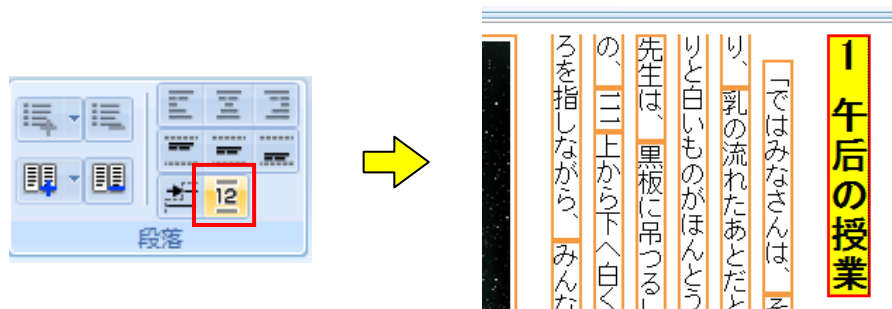 12
段落
1 午后の授業
「ではみなさんは、そ
り、乳の流れたあとだと
りと白いものがほんとう
先生は、黒板に吊つるし
の、上から下へ白く
ろを指しながら、みんな